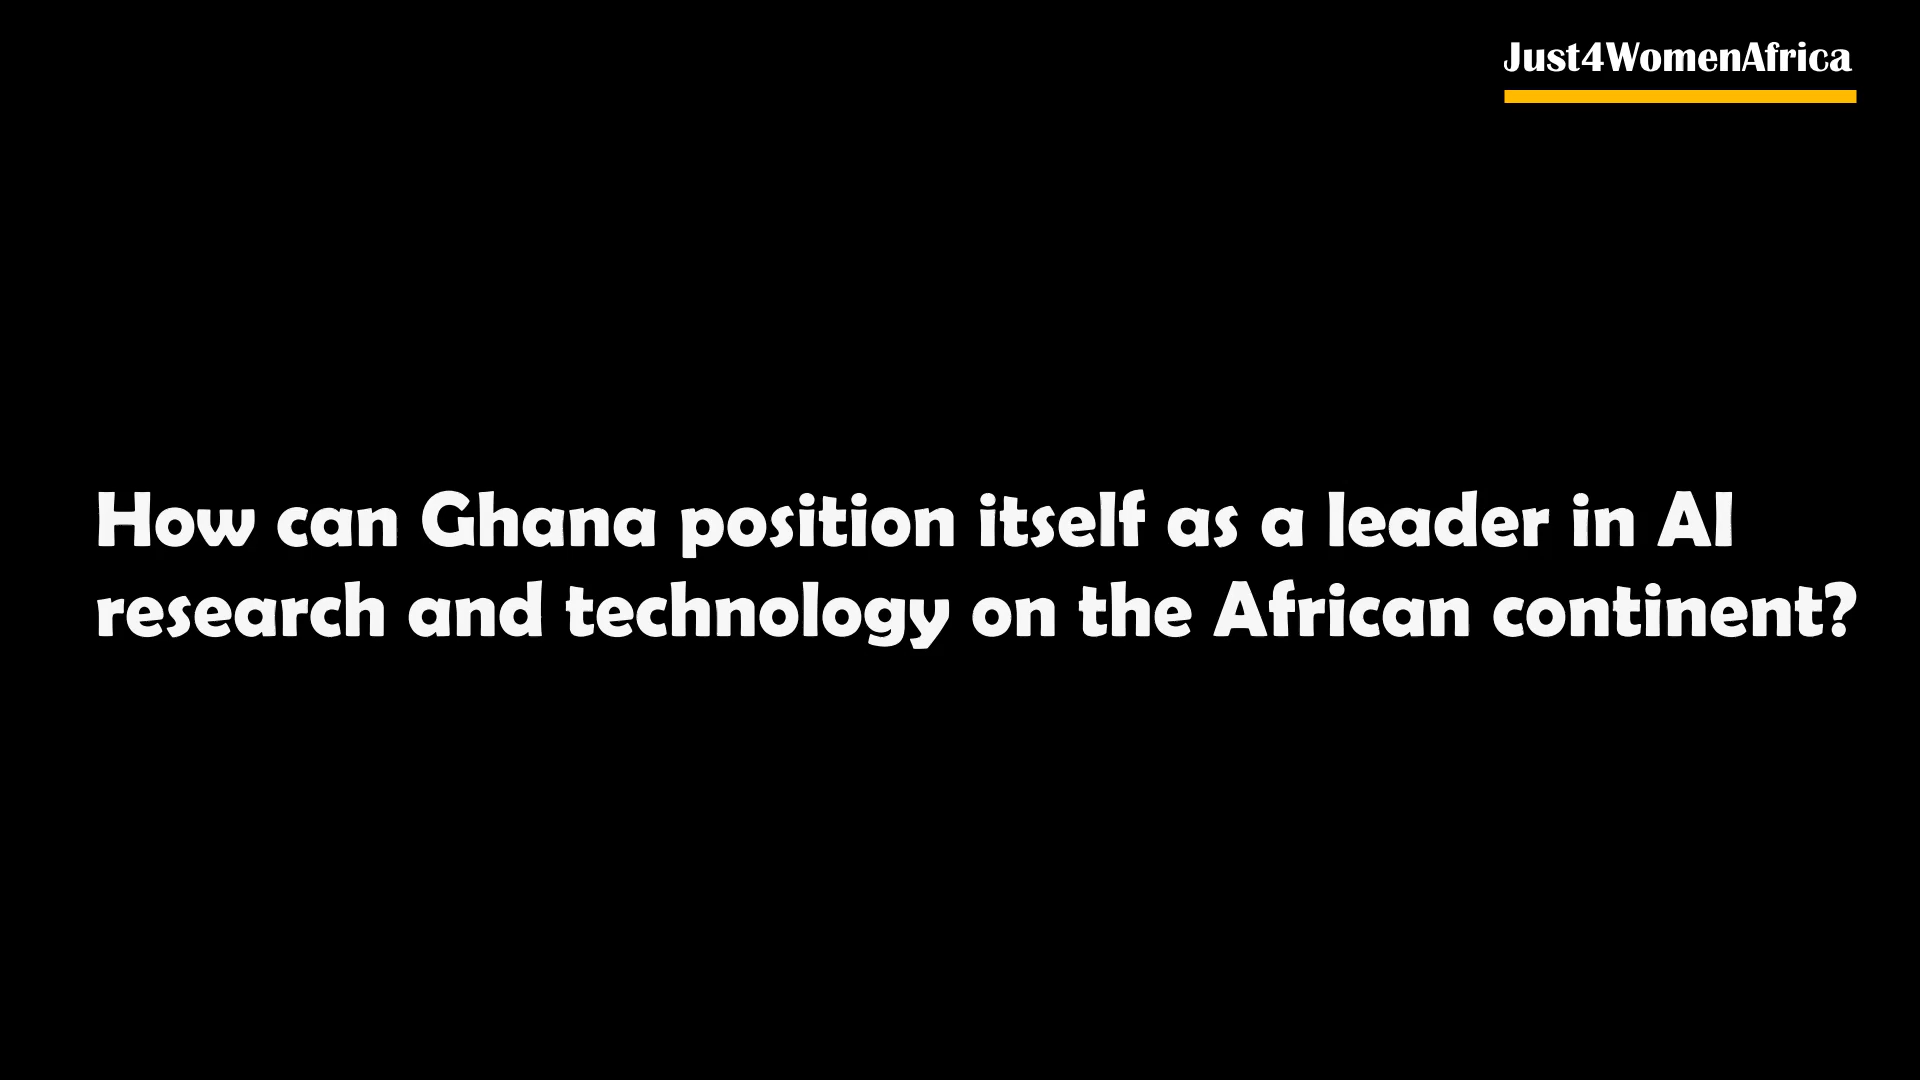 Just4WomenAfrica
How can Ghana position itself as a leader in AI
research and technology on the African continent?